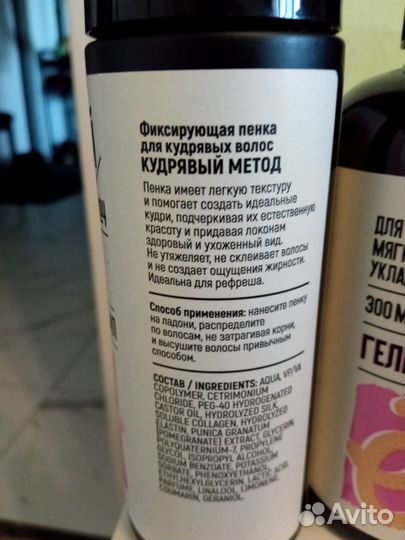 Фиксирующая пенка
для кудрявых волос
КУДРЯВЫЙ МЕТОД
Пенка имеет легкую текстуру
и помогает создать идеальные
кудри, подчеркивая их естественную
красоту и придавая локонам
здоровый и ухоженный вид.
Не утяжеляет, не склеивает волосы
и не создает ощущения жирности.
Идеальна для рефреша.
Способ применения: нанесите пенку
на ладони, распределите
по волосам, не затрагивая корни,
и высушите волосы привычным
способом.
СОСТАВ / INGREDIENTS: AQUA, VP/VA
COPOLYMER, CETRIMONIUM
CHLORIDE, PEG-40 HYDROGENATED
CASTOR OIL, HYDROLYZED SILK,
SOLUBLE COLLAGEN, HYDROLYZED
ELASTIN, PUNICA GRANATUM
(POMEGRANATE) EXTRACT, GLYCERIN,
POLYQUATERNIUM-7, PROPYLENE
GLYCOL, ISOPROPYL ALCOHOL,
SODIUM BENZOATE, POTASSIUM
SORBATE, PHENOXYETHANOL,
ETHYLHEXYLGLYCERIN, LACTIC ACID,
PARFUME, LINALOOL, LIMONENE,
COUMARIN, GERANIOL.
ДЛЯ
МЯГ
УКЛА
300 М
ГЕЛ
Avito